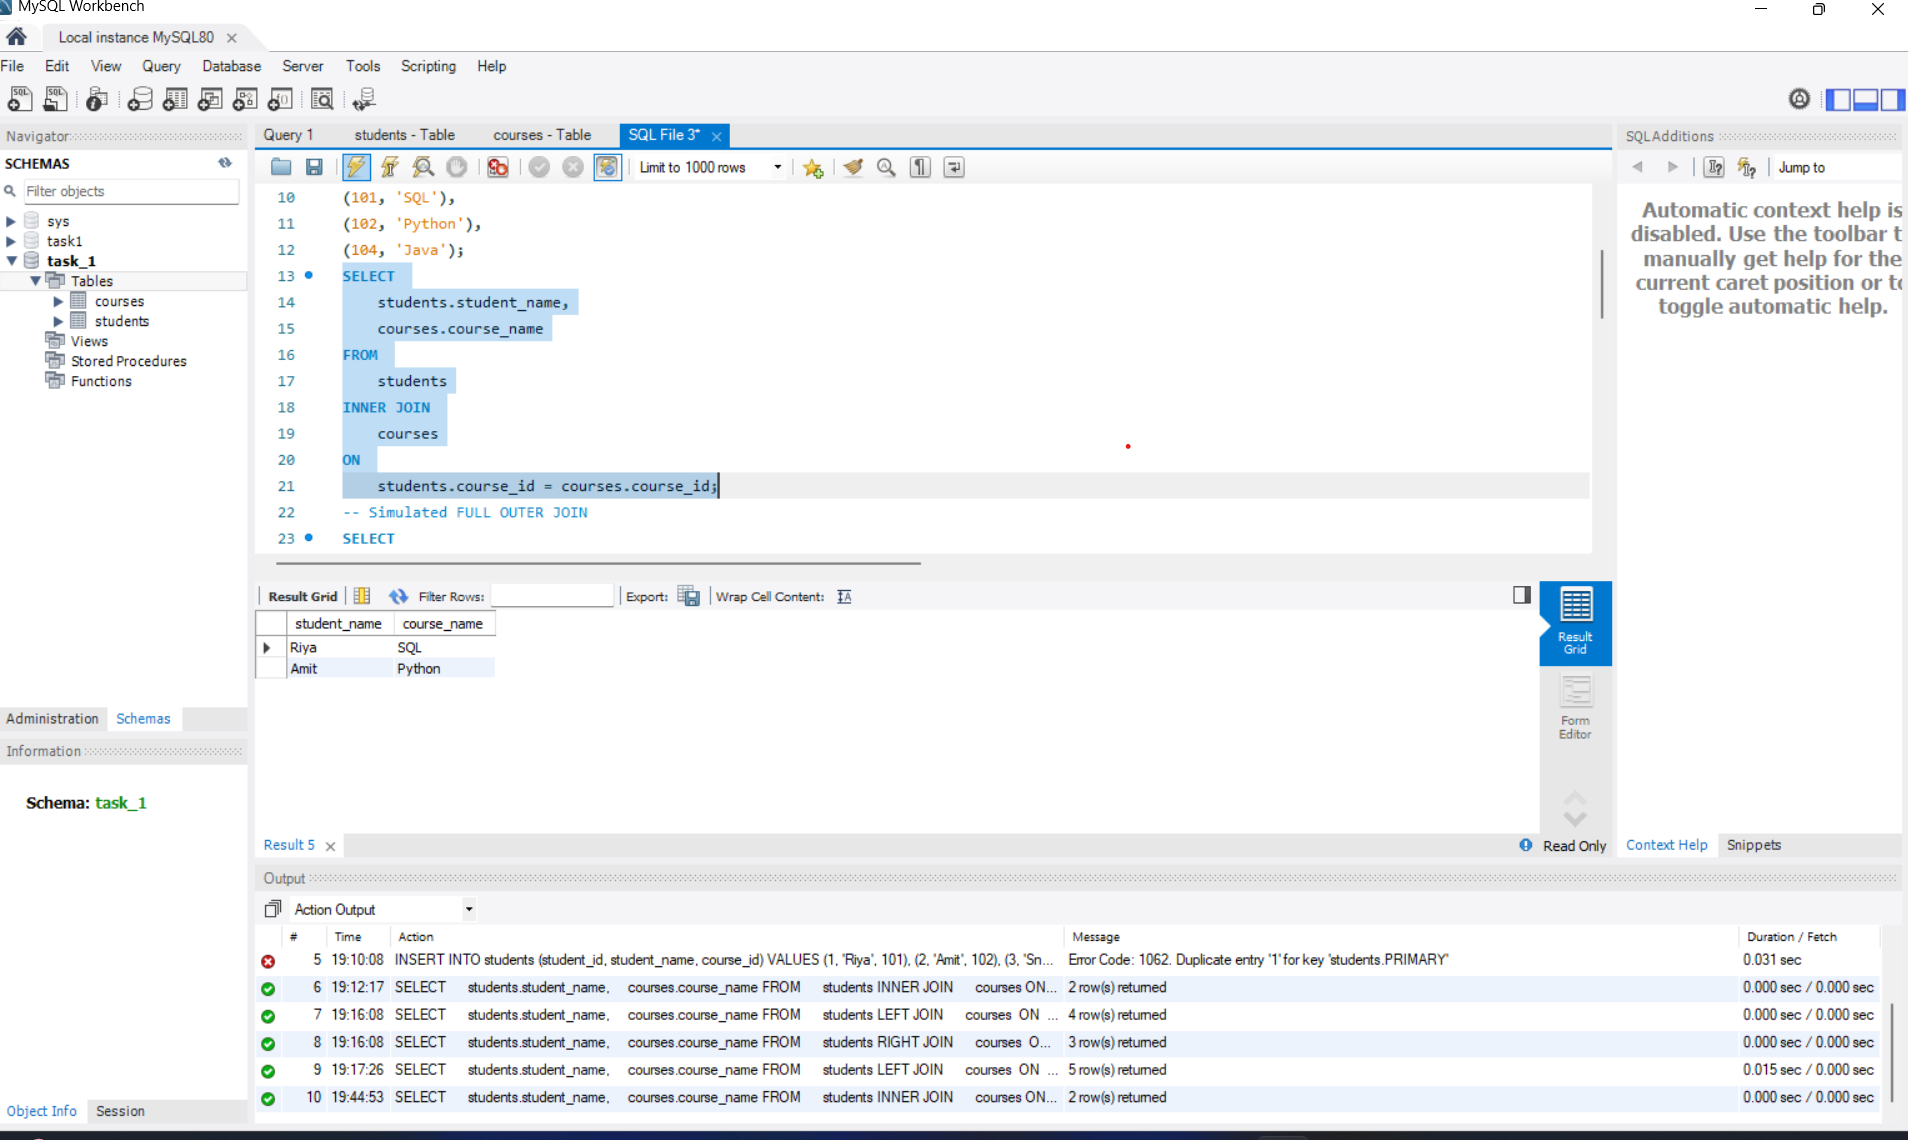 MySQL Workbench
Local instance MySQL80
File Edit View Query Database Server Tools Scripting Help
Navigator
SCHEMAS
Filter objects
sys
task1
task_1
Tables
courses
students
Views
Stored Procedures
Functions
Administration Schemas
Information
Schema: task_1
Object Info Session
Query 1 students - Table courses - Table SQL File 3*
Limit to 1000 rows
10 (101, 'SQL'),
11 (102, 'Python'),
12 (104, 'Java');
13 SELECT
14 students.student_name,
15 courses.course_name
16 FROM
17 students
18 INNER JOIN
19 courses
20 ON
21 students.course_id = courses.course_id;
22 -- Simulated FULL OUTER JOIN
23 SELECT
Result Grid Filter Rows: Export: Wrap Cell Content:
student_name course_name
Riya SQL
Amit Python
Result
Grid
Form
Editor
Result 5
Read Only
SQLAdditions
Jump to
Automatic context help is
disabled. Use the toolbar t
manually get help for the
current caret position or to
toggle automatic help.
Context Help Snippets
Output
Action Output
# Time Action Message Duration / Fetch
5 19:10:08 INSERT INTO students (student_id, student_name, course_id) VALUES (1, 'Riya', 101), (2, 'Amit', 102), (3, 'Sn... Error Code: 1062. Duplicate entry '1' for key 'students.PRIMARY' 0.031 sec
6 19:12:17 SELECT students.student_name, courses.course_name FROM students INNER JOIN courses ON... 2 row(s) returned 0.000 sec / 0.000 sec
7 19:16:08 SELECT students.student_name, courses.course_name FROM students LEFT JOIN courses ON ... 4 row(s) returned 0.000 sec / 0.000 sec
8 19:16:08 SELECT students.student_name, courses.course_name FROM students RIGHT JOIN courses O... 3 row(s) returned 0.000 sec / 0.000 sec
9 19:17:26 SELECT students.student_name, courses.course_name FROM students LEFT JOIN courses ON ... 5 row(s) returned 0.015 sec / 0.000 sec
10 19:44:53 SELECT students.student_name, courses.course_name FROM students INNER JOIN courses ON... 2 row(s) returned 0.000 sec / 0.000 sec